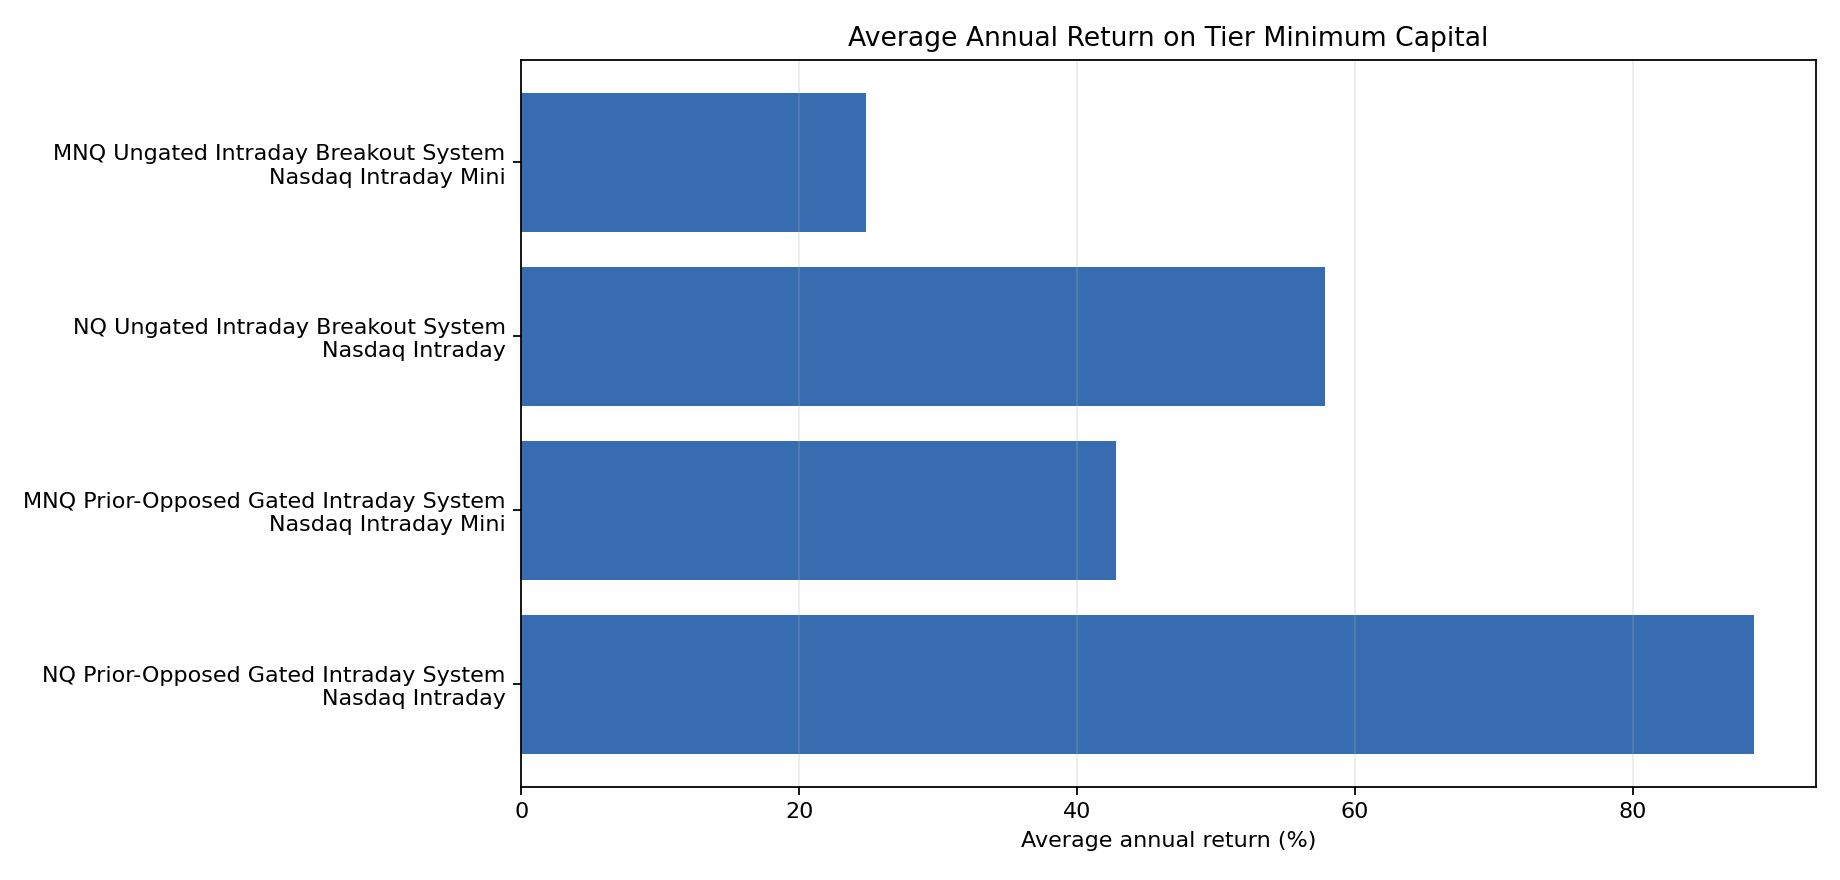 Average Annual Return on Tier Minimum Capital
MNQ Ungated Intraday Breakout System
Nasdaq Intraday Mini
NQ Ungated Intraday Breakout System
Nasdaq Intraday
MNQ Prior-Opposed Gated Intraday System
Nasdaq Intraday Mini
NQ Prior-Opposed Gated Intraday System
Nasdaq Intraday
0 20 40 60 80
Average annual return (%)